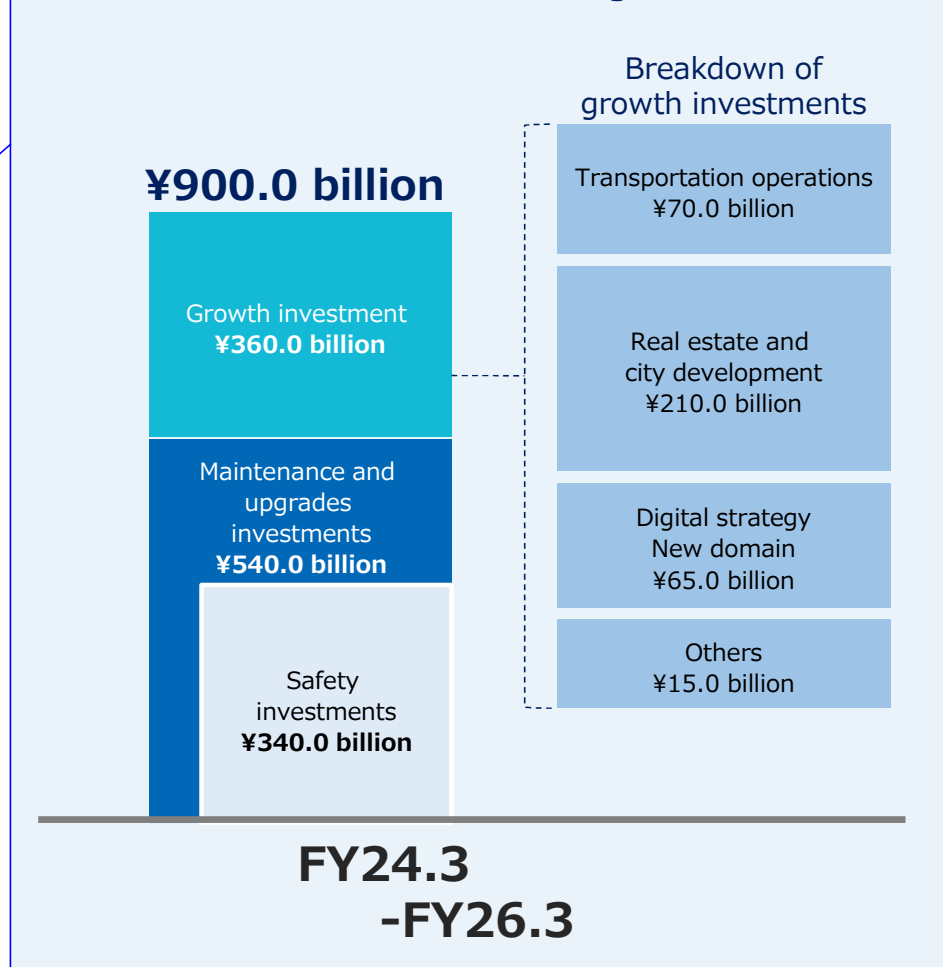 Breakdown of
growth investments
¥900.0 billion
Growth investment
¥360.0 billion
Maintenance and
upgrades
investments
¥540.0 billion
Safety
investments
¥340.0 billion
Transportation operations
¥70.0 billion
Real estate and
city development
¥210.0 billion
Digital strategy
New domain
¥65.0 billion
Others
¥15.0 billion
FY24.3
-FY26.3